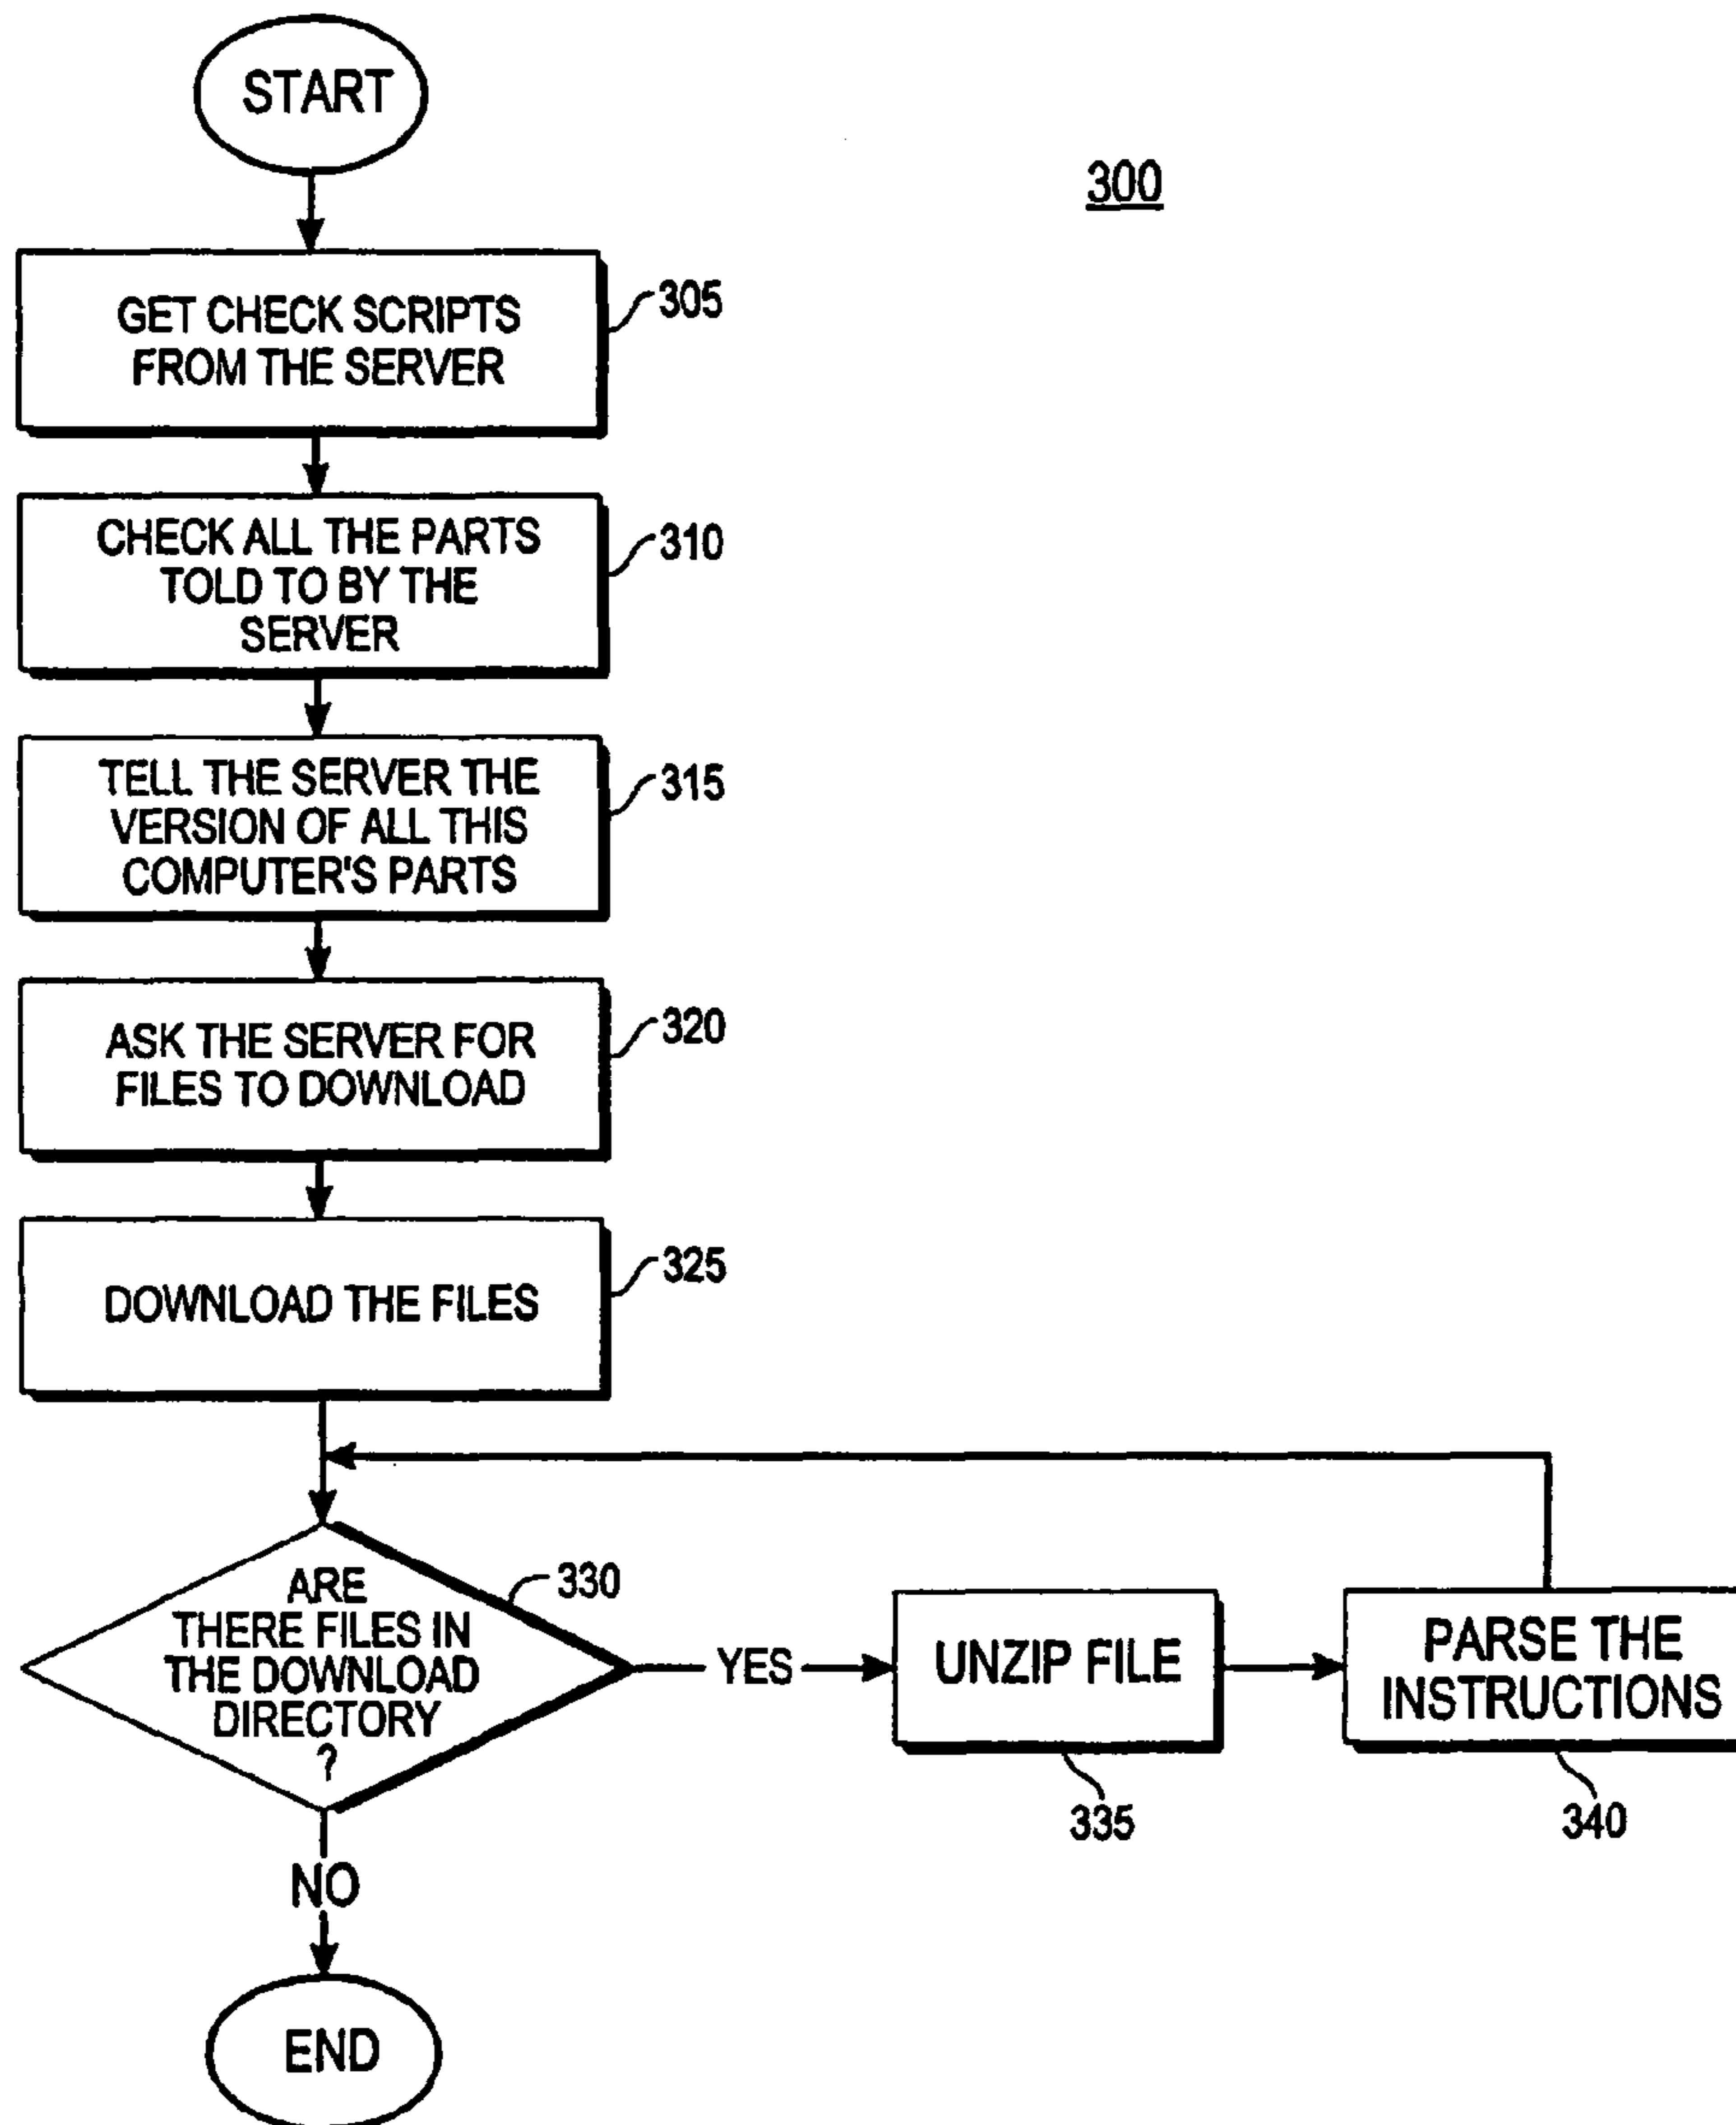 START
300
GET CHECK SCRIPTS
FROM THE SERVER
305
CHECK ALL THE PARTS
TOLD TO BY THE
SERVER
310
TELL THE SERVER THE
VERSION OF ALL THIS
COMPUTER'S PARTS
315
ASK THE SERVER FOR
FILES TO DOWNLOAD
320
DOWNLOAD THE FILES
325
ARE
THERE FILES IN
THE DOWNLOAD
DIRECTORY
?
330
YES
UNZIP FILE
335
PARSE THE
INSTRUCTIONS
340
NO
END